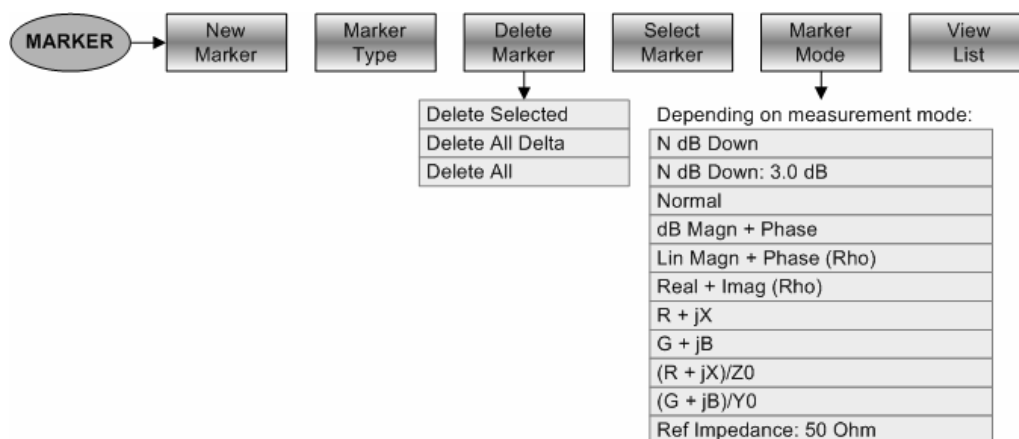 MARKER
New
Marker
Marker
Type
Delete
Marker
Select
Marker
Marker
Mode
View
List
Delete Selected
Delete All Delta
Delete All
Depending on measurement mode:
N dB Down
N dB Down: 3.0 dB
Normal
dB Magn + Phase
Lin Magn + Phase (Rho)
Real + Imag (Rho)
R + jX
G + jB
(R + jX)/Z0
(G + jB)/Y0
Ref Impedance: 50 Ohm